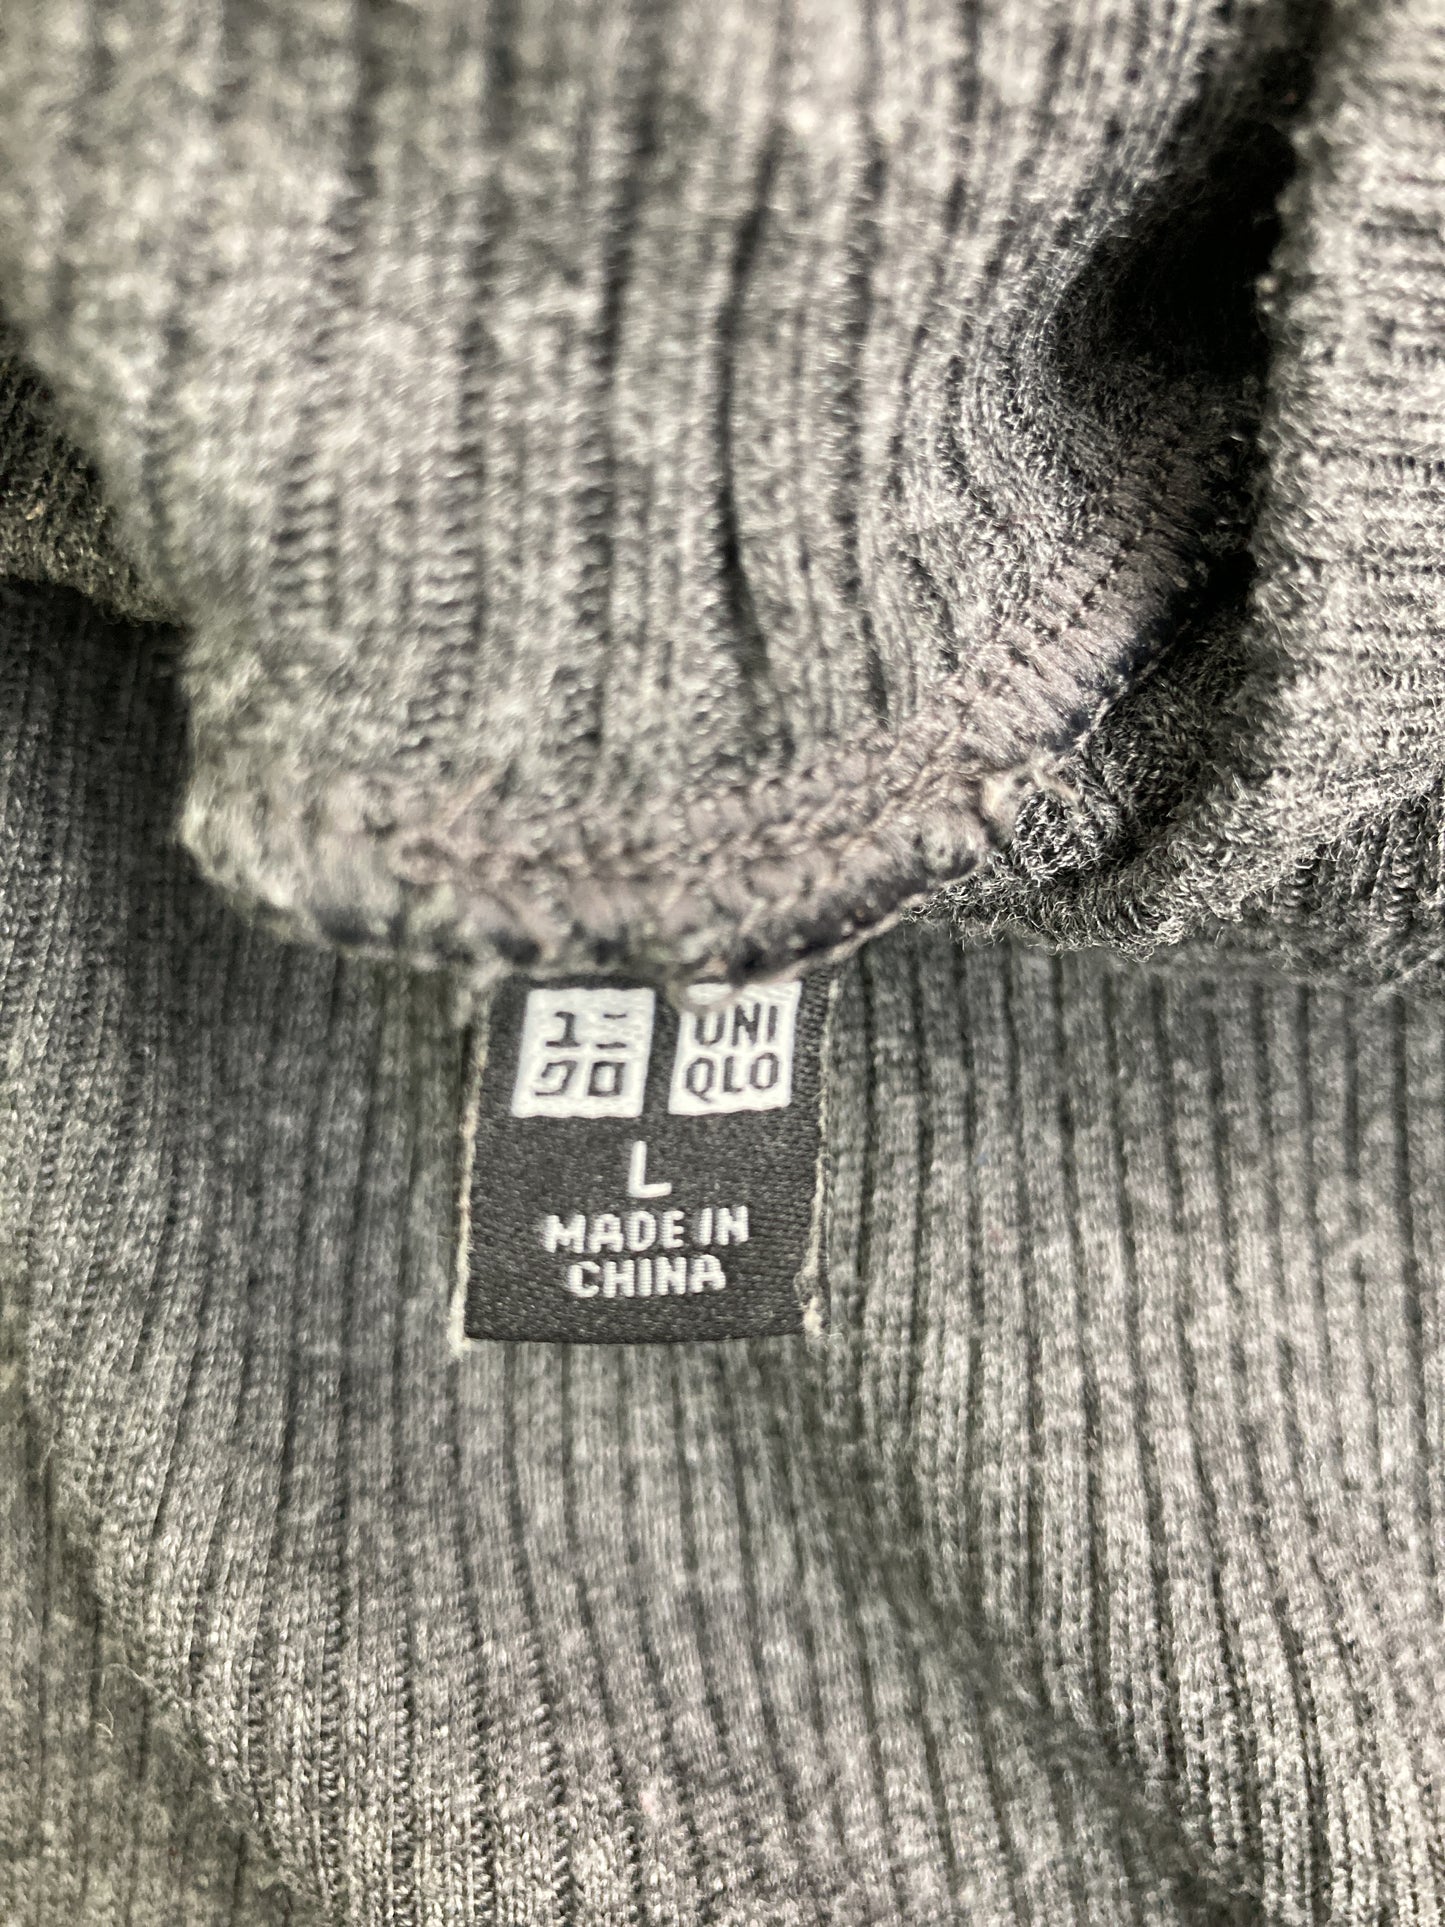 ユニ UNI
クロ QLO
L
MADE IN
CHINA